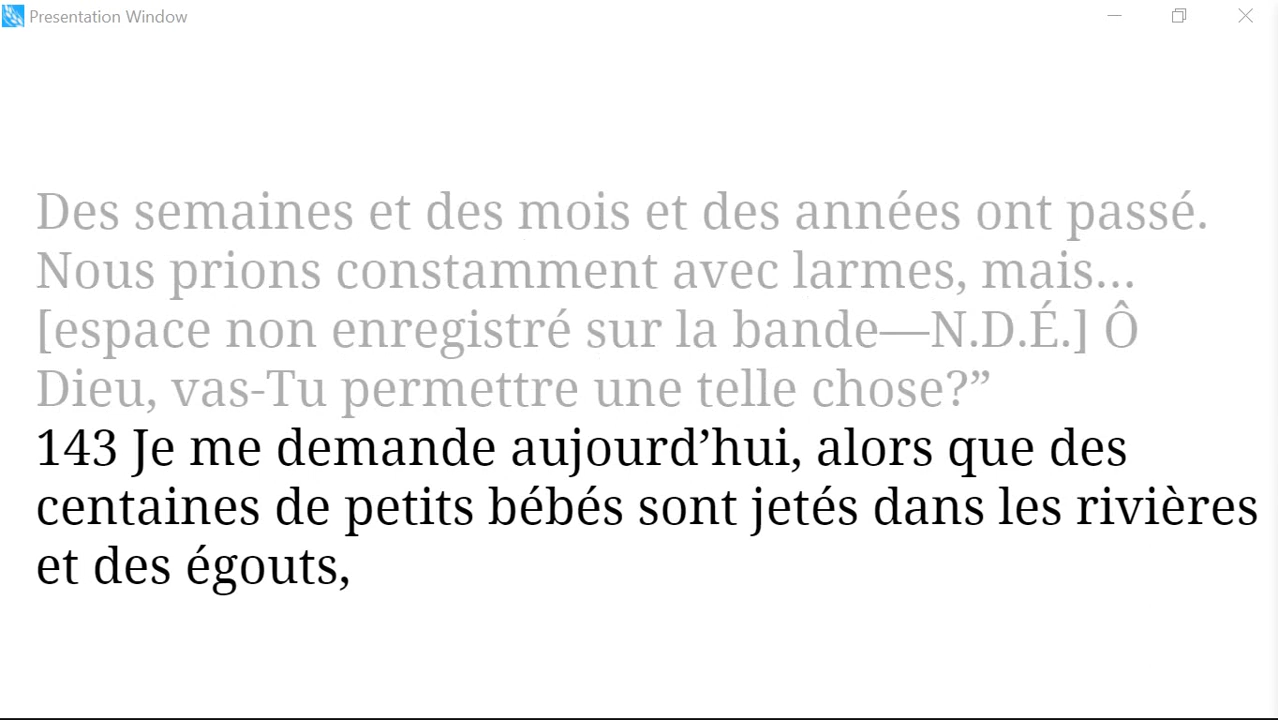 Presentation Window
Des semaines et des mois et des années ont passé.
Nous prions constamment avec larmes, mais…
[espace non enregistré sur la bande—N.D.É.] Ô
Dieu, vas-Tu permettre une telle chose?”
143 Je me demande aujourd’hui, alors que des
centaines de petits bébés sont jetés dans les rivières
et des égouts,